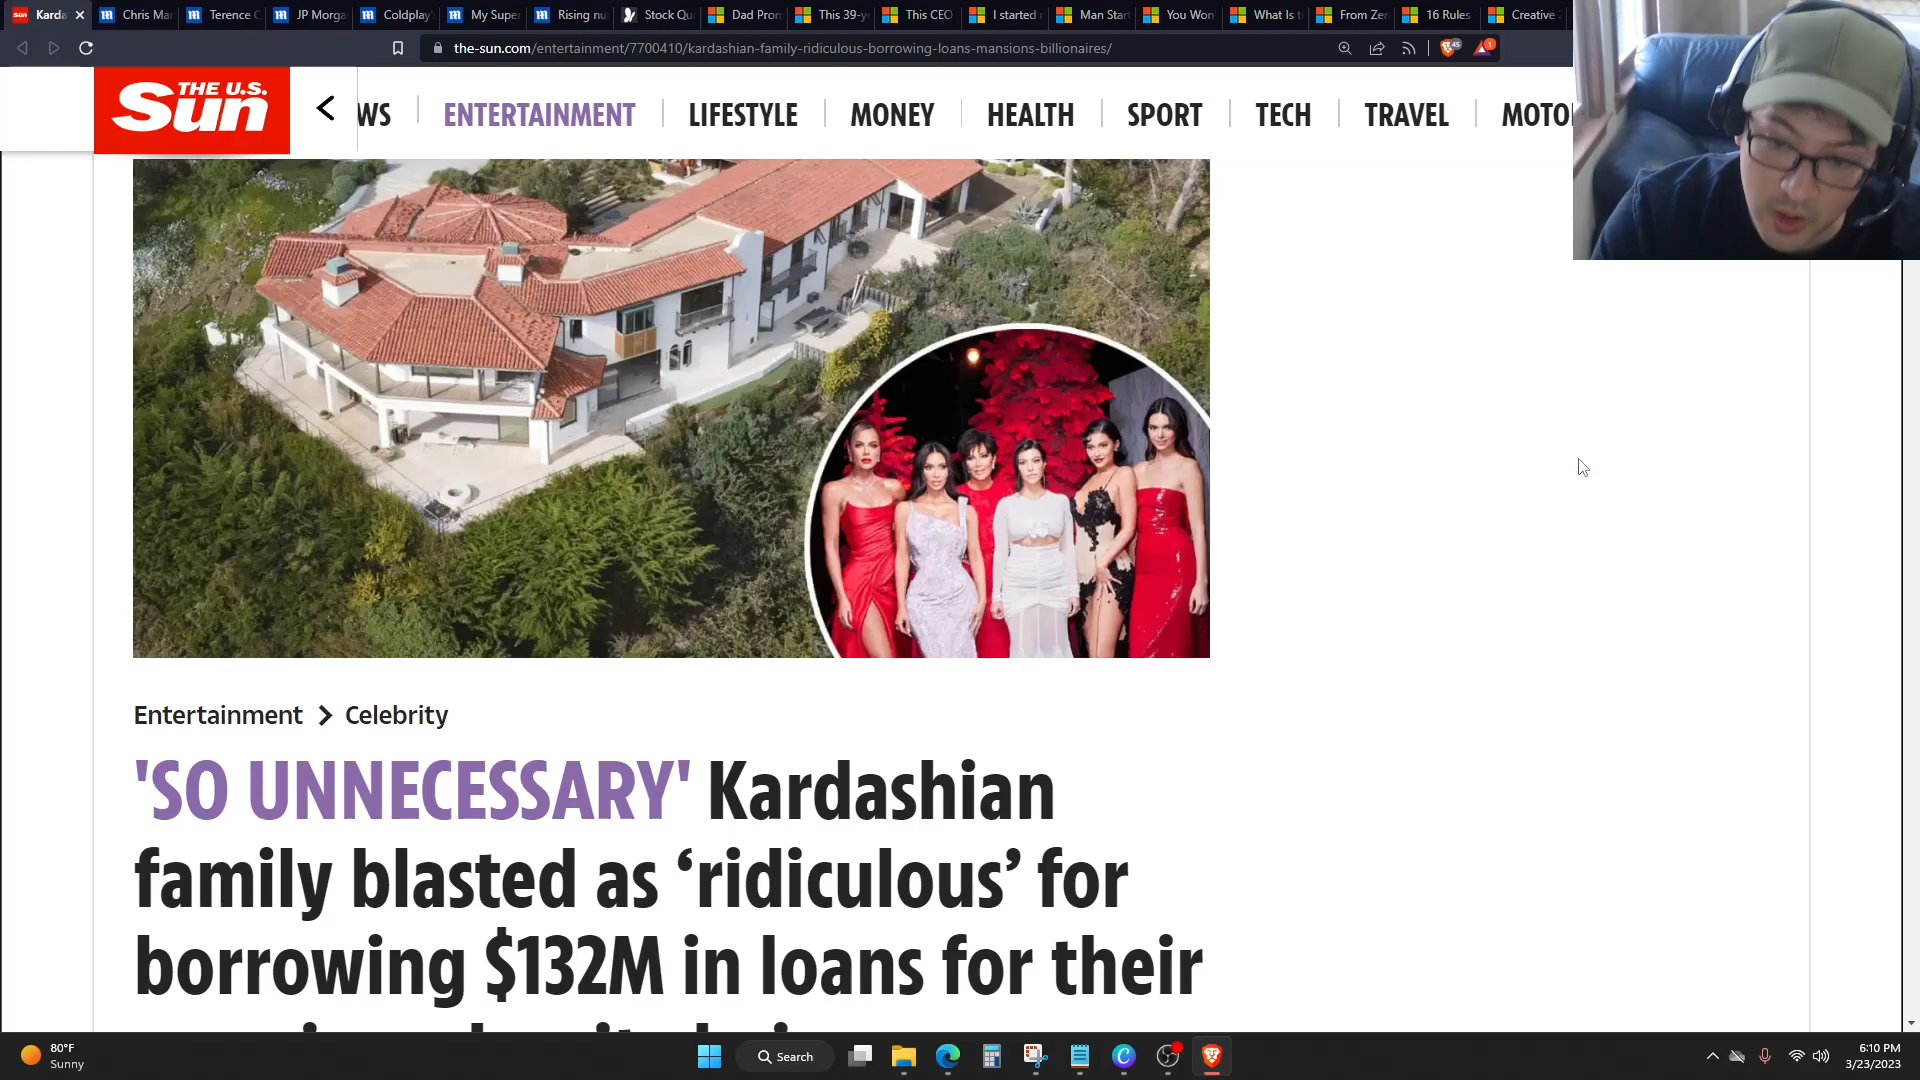 Karda
Chris Ma
Terence C
JP Morga
Coldplay'
My Super
Rising nu
Stock Qu
Dad Pron
This 39-y
This CEO
I started
Man Star
You Won
What Is t
From Zer
16 Rules
Creative
the-sun.com/entertainment/7700410/kardashian-family-ridiculous-borrowing-loans-mansions-billionaires/
45
1
THE U.S.
Sun
WS
ENTERTAINMENT
LIFESTYLE
MONEY
HEALTH
SPORT
TECH
TRAVEL
MOTO
Entertainment > Celebrity
'SO UNNECESSARY' Kardashian
family blasted as ‘ridiculous’ for
borrowing $132M in loans for their
80°F
Sunny
Search
6:10 PM
3/23/2023